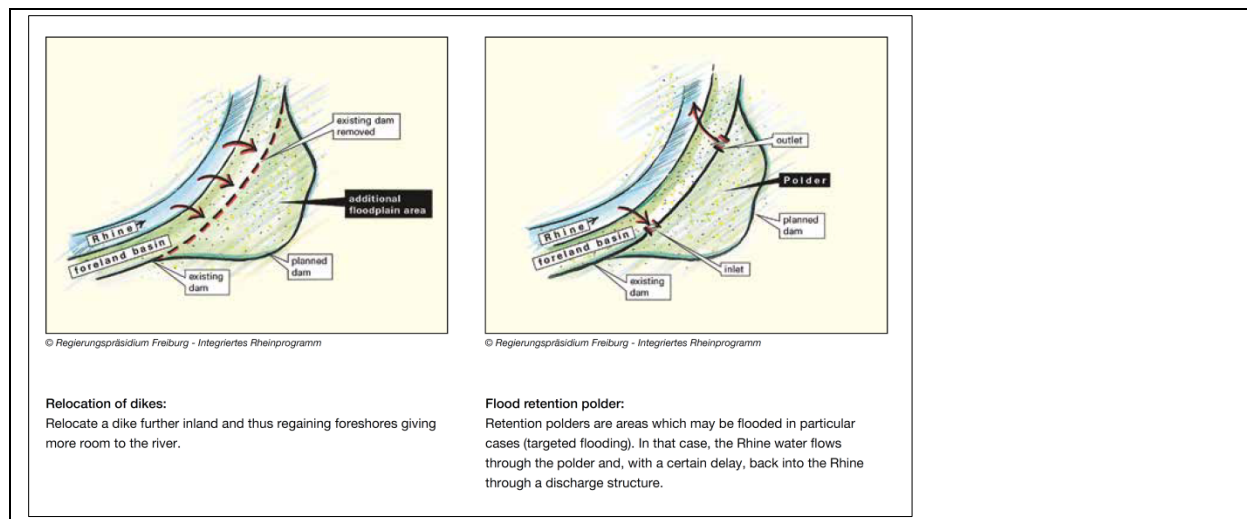 existing dam
removed
additional
floodplain area
Rhine
foreland basin
existing
dam
planned
dam
© Regierungspräsidium Freiburg - Integriertes Rheinprogramm
Relocation of dikes:
Relocate a dike further inland and thus regaining foreshores giving
more room to the river.
outlet
Polder
planned
dam
Rhine
foreland basin
inlet
existing
dam
© Regierungspräsidium Freiburg - Integriertes Rheinprogramm
Flood retention polder:
Retention polders are areas which may be flooded in particular
cases (targeted flooding). In that case, the Rhine water flows
through the polder and, with a certain delay, back into the Rhine
through a discharge structure.